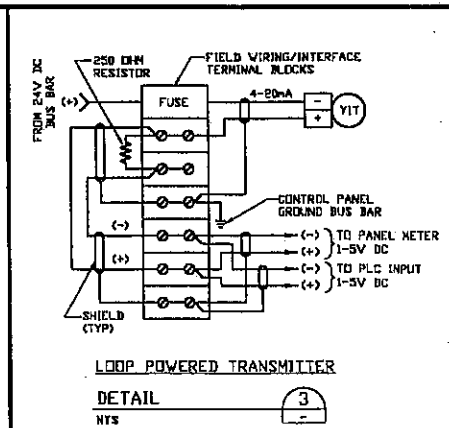 250 OHM
RESISTOR
FIELD WIRING/INTERFACE
TERMINAL BLOCKS
FROM 24V DC
BUS BAR
(+)
FUSE
4-20mA
-
+
YIT
CONTROL PANEL
GROUND BUS BAR
(-)
(+)
(-)
(+)
TO PANEL METER
1-5V DC
(-)
(+)
TO PLC INPUT
1-5V DC
SHIELD
(TYP)
LOOP POWERED TRANSMITTER
DETAIL
3
-
NTS